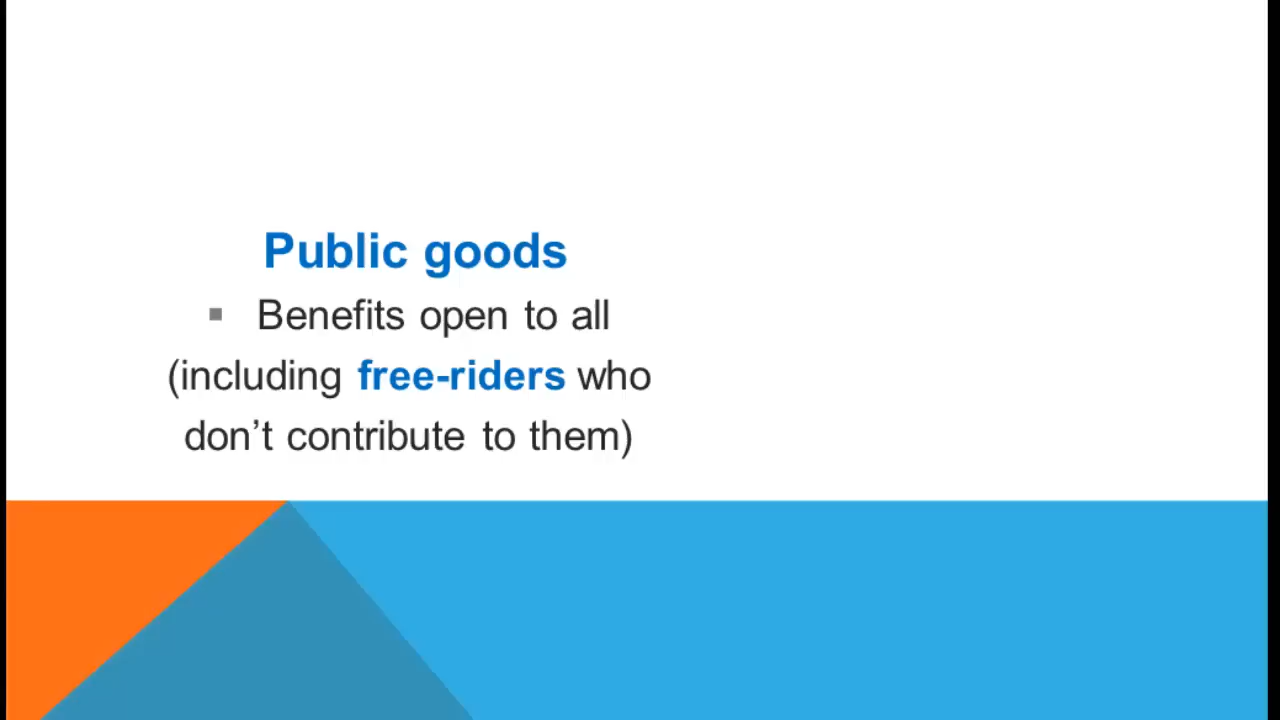 Public goods
▪ Benefits open to all
(including free-riders who
don’t contribute to them)